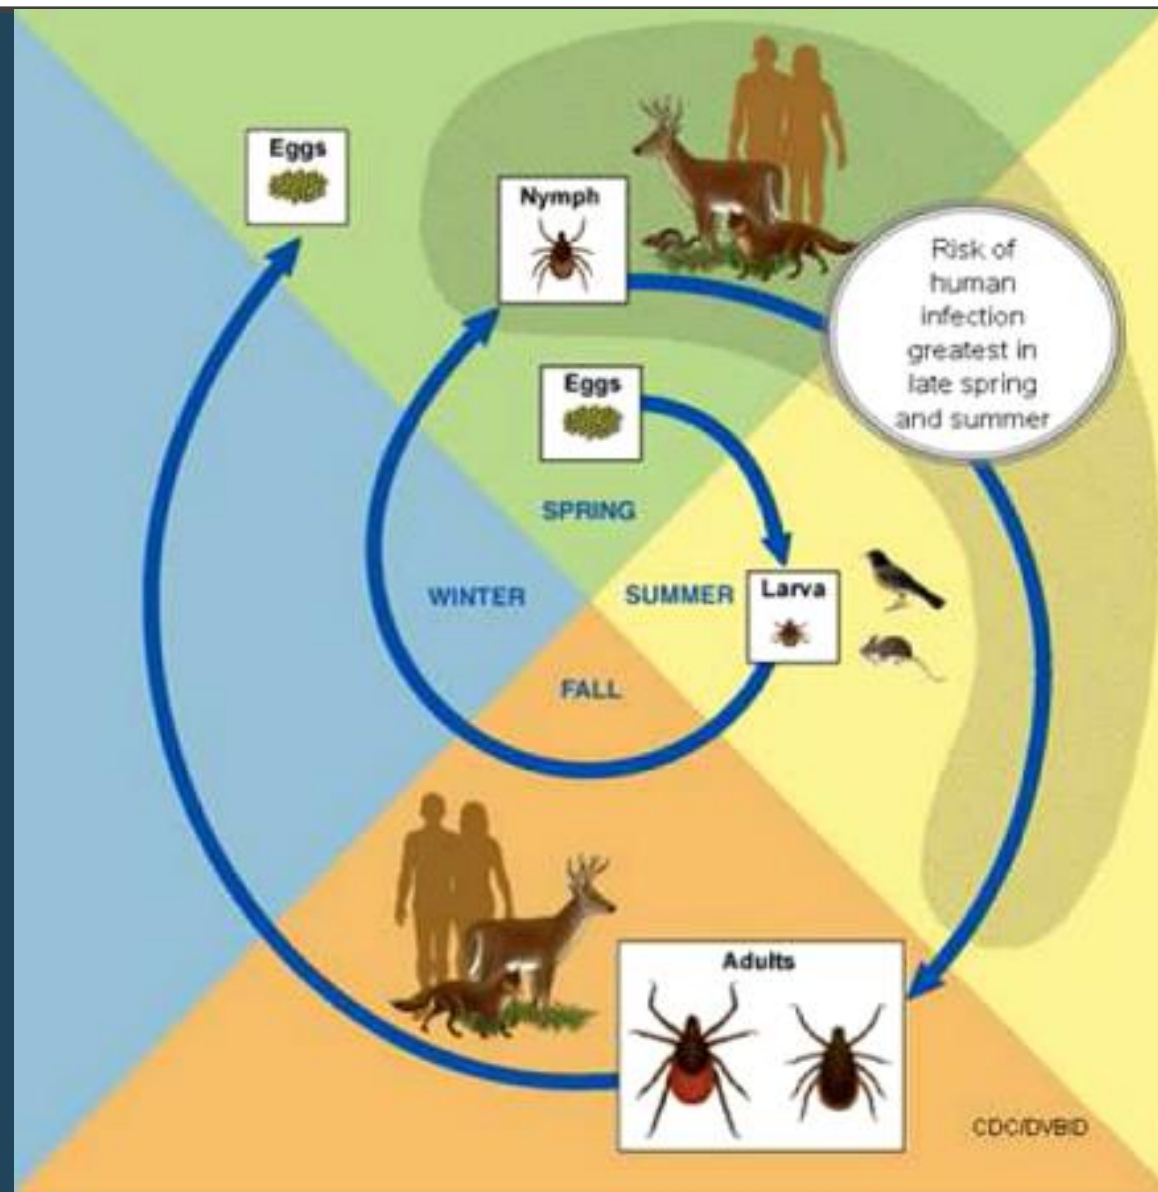 Eggs
Nymph
Risk of
human
infection
greatest in
late spring
and summer
Eggs
SPRING
WINTER
SUMMER
Larva
FALL
Adults
CDC/DVBID